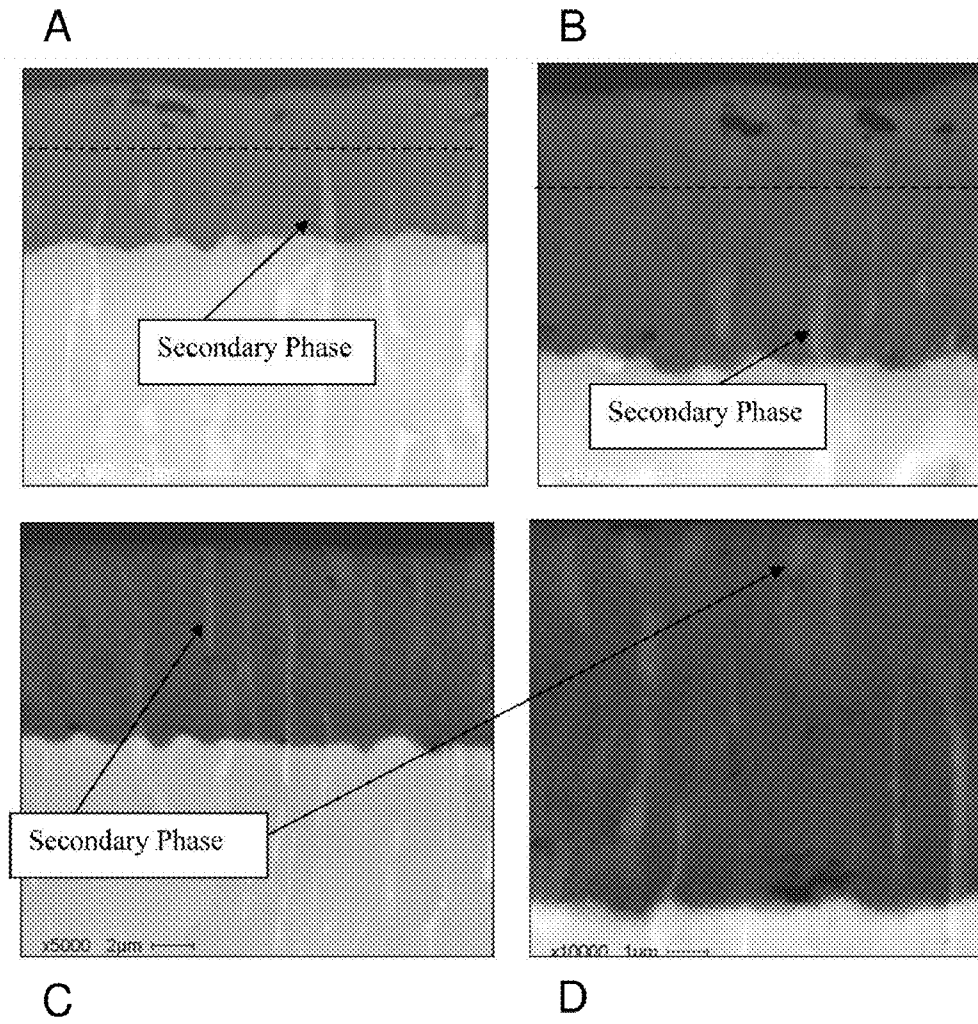 A
B
Secondary Phase
Secondary Phase
Secondary Phase
x5000 2μm
x10000 1μm
C
D